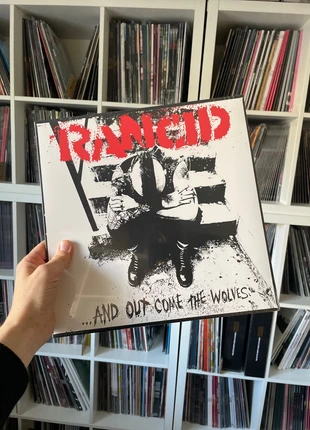 RANCID
...AND OUT COME THE WOLVES